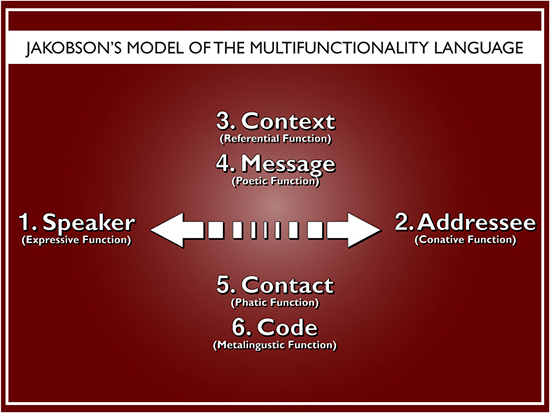 JAKOBSON'S MODEL OF THE MULTIFUNCTIONALITY LANGUAGE
3. Context
(Referential Function)
4. Message
(Poetic Function)
1. Speaker
(Expressive Function)
2. Addressee
(Conative Function)
5. Contact
(Phatic Function)
6. Code
(Metalingustic Function)